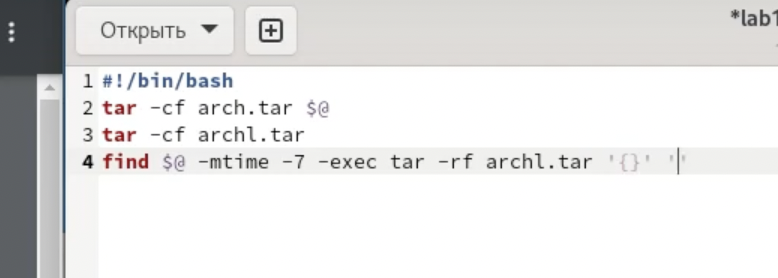 Открыть
*lab1
1 #!/bin/bash
2 tar -cf arch.tar $@
3 tar -cf archl.tar
4 find $@ -mtime -7 -exec tar -rf archl.tar '{}' ''